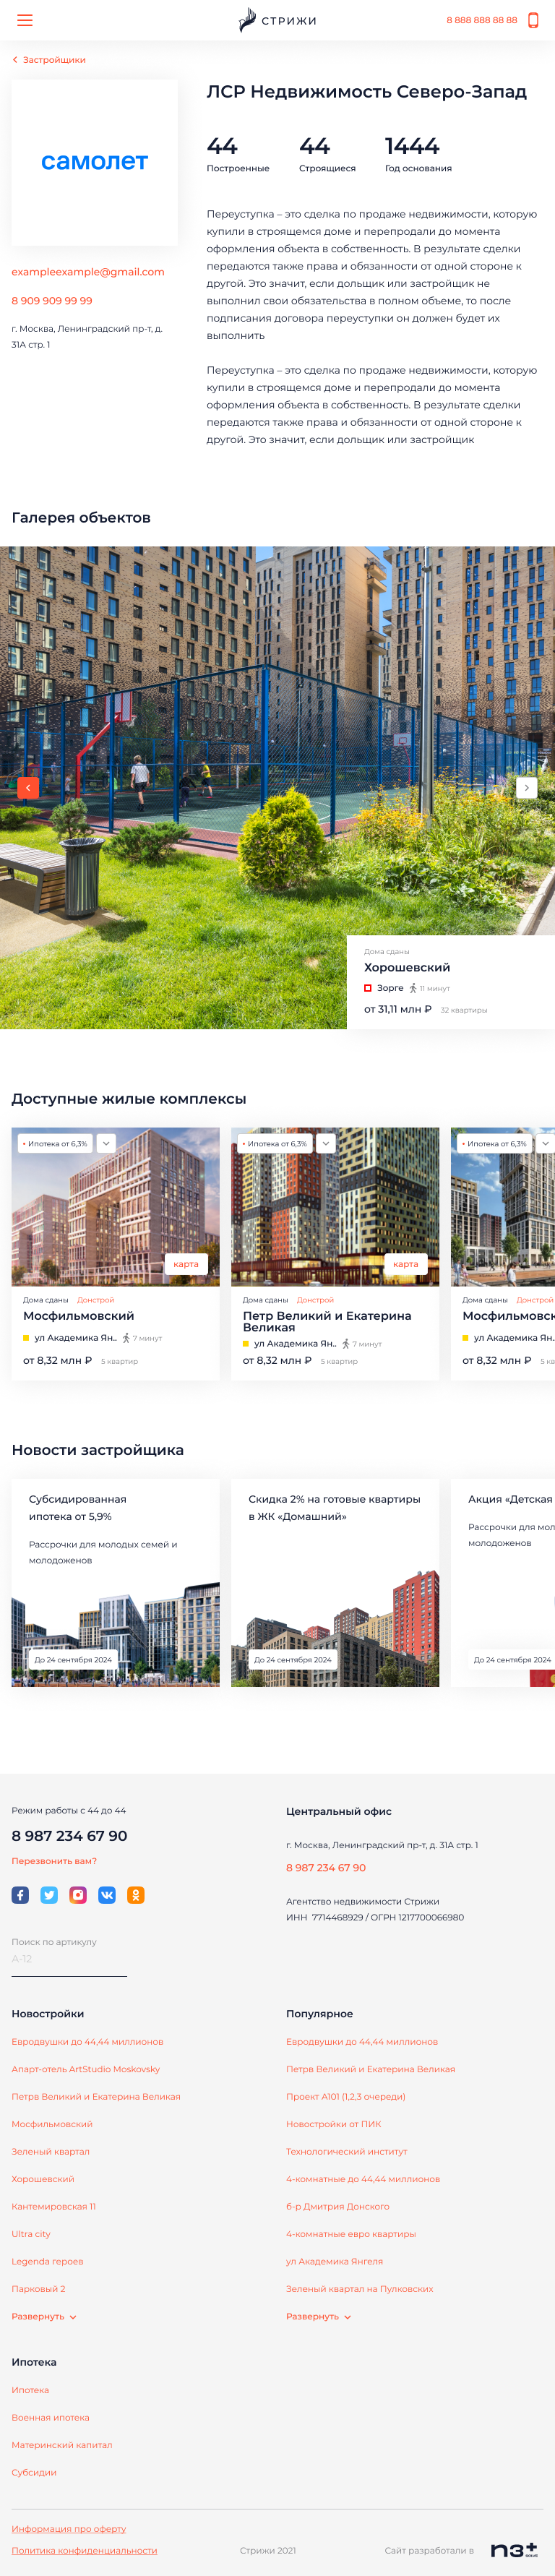 СТРИЖИ
8 888 888 88 88
Застройщики
самолет
exampleexample@gmail.com
8 909 909 99 99
г. Москва, Ленинградский пр-т, д.
31А стр. 1
ЛСР Недвижимость Северо-Запад
44
Построенные
44
Строящиеся
1444
Год основания
Переуступка – это сделка по продаже недвижимости, которую
купили в строящемся доме и перепродали до момента
оформления объекта в собственность. В результате сделки
передаются также права и обязанности от одной стороне к
другой. Это значит, если дольщик или застройщик не
выполнил свои обязательства в полном объеме, то после
подписания договора переуступки он должен будет их
выполнить
Переуступка – это сделка по продаже недвижимости, которую
купили в строящемся доме и перепродали до момента
оформления объекта в собственность. В результате сделки
передаются также права и обязанности от одной стороне к
другой. Это значит, если дольщик или застройщик
Галерея объектов
Дома сданы
Хорошевский
Зорге 11 минут
от 31,11 млн ₽ 32 квартиры
Доступные жилые комплексы
Ипотека от 6,3%
карта
Дома сданы Донстрой
Мосфильмовский
ул Академика Ян.. 7 минут
от 8,32 млн ₽ 5 квартир
Ипотека от 6,3%
карта
Дома сданы Донстрой
Петр Великий и Екатерина
Великая
ул Академика Ян.. 7 минут
от 8,32 млн ₽ 5 квартир
Ипотека от 6,3%
Дома сданы Донстрой
Мосфильмовск
ул Академика Ян.
от 8,32 млн ₽ 5 кв
Новости застройщика
Субсидированная
ипотека от 5,9%
Рассрочки для молодых семей и
молодоженов
До 24 сентября 2024
Скидка 2% на готовые квартиры
в ЖК «Домашний»
До 24 сентября 2024
Акция «Детская
Рассрочки для мол
молодоженов
До 24 сентября 2024
Режим работы с 44 до 44
8 987 234 67 90
Перезвонить вам?
Поиск по артикулу
А-12
Центральный офис
г. Москва, Ленинградский пр-т, д. 31А стр. 1
8 987 234 67 90
Агентство недвижимости Стрижи
ИНН 7714468929 / ОГРН 1217700066980
Новостройки
Евродвушки до 44,44 миллионов
Апарт-отель ArtStudio Moskovsky
Петрв Великий и Екатерина Великая
Мосфильмовский
Зеленый квартал
Хорошевский
Кантемировская 11
Ultra city
Legenda героев
Парковый 2
Развернуть
Популярное
Евродвушки до 44,44 миллионов
Петрв Великий и Екатерина Великая
Проект А101 (1,2,3 очереди)
Новостройки от ПИК
Технологический институт
4-комнатные до 44,44 миллионов
б-р Дмитрия Донского
4-комнатные евро квартиры
ул Академика Янгеля
Зеленый квартал на Пулковских
Развернуть
Ипотека
Ипотека
Военная ипотека
Материнский капитал
Субсидии
Информация про оферту
Политика конфиденциальности
Стрижи 2021
Сайт разработали в
n3+